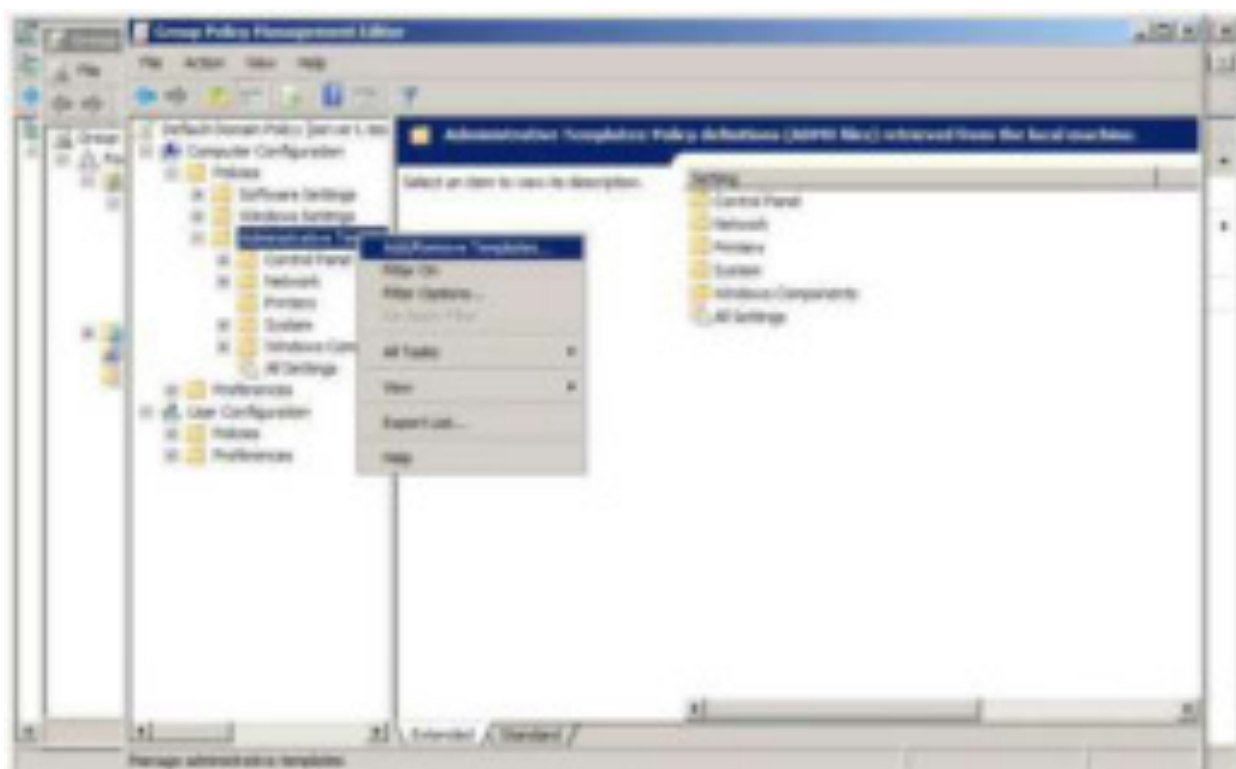 Group Policy Management Editor
File Action View Help
File
Group
Default Domain Policy
Computer Configuration
Policies
Software Settings
Windows Settings
Administrative
Control Panel
Network
Printers
System
Windows Com
All Settings
Preferences
User Configuration
Policies
Preferences
Add/Remove Templates...
Filter On
Filter Options...
All Tasks
View
Export List...
Help
Administrative Templates: Policy definitions (ADMX files) retrieved from the local machine.
Select an item to view its description.
Setting
Control Panel
Network
Printers
System
Windows Components
All Settings
Extended Standard
Manage administrative templates